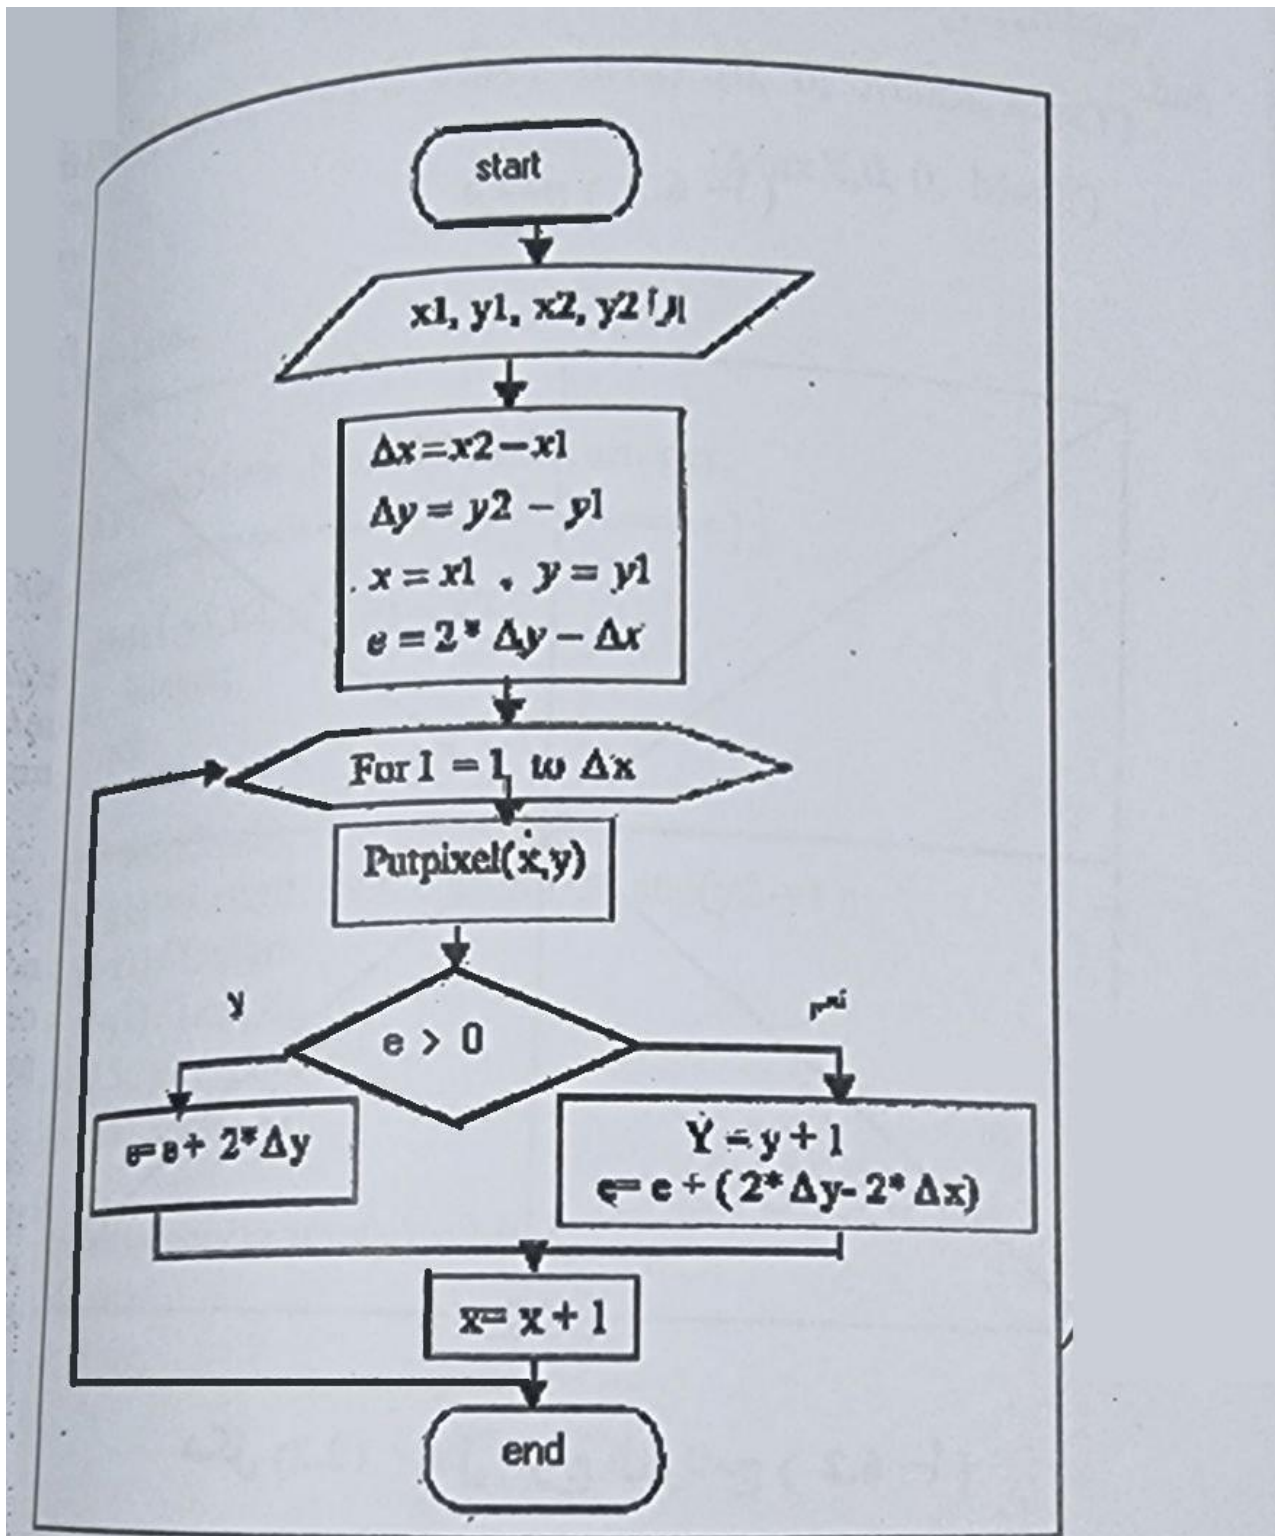 start
x1, y1, x2, y2
Δx=x2-x1
Δy = y2 - y1
x = x1 , y = y1
e = 2* Δy - Δx
For I = 1 to Δx
Putpixel(x,y)
e > 0
e=e+ 2*Δy
Y = y + 1
e= e + ( 2* Δy- 2* Δx)
x= x + 1
end